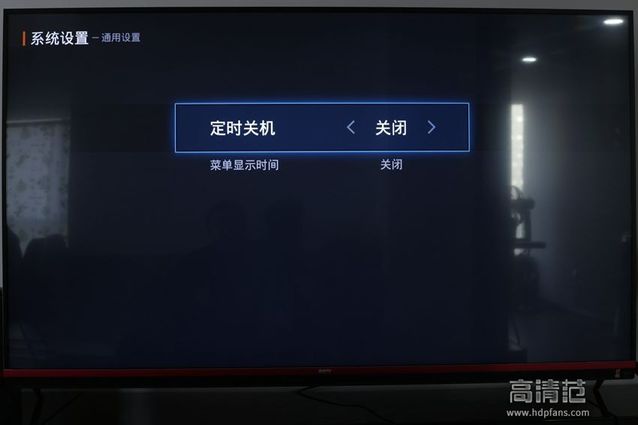 系统设置 – 通用设置
定时关机 < 关闭 >
菜单显示时间 关闭
高清范
www.hdpfans.com